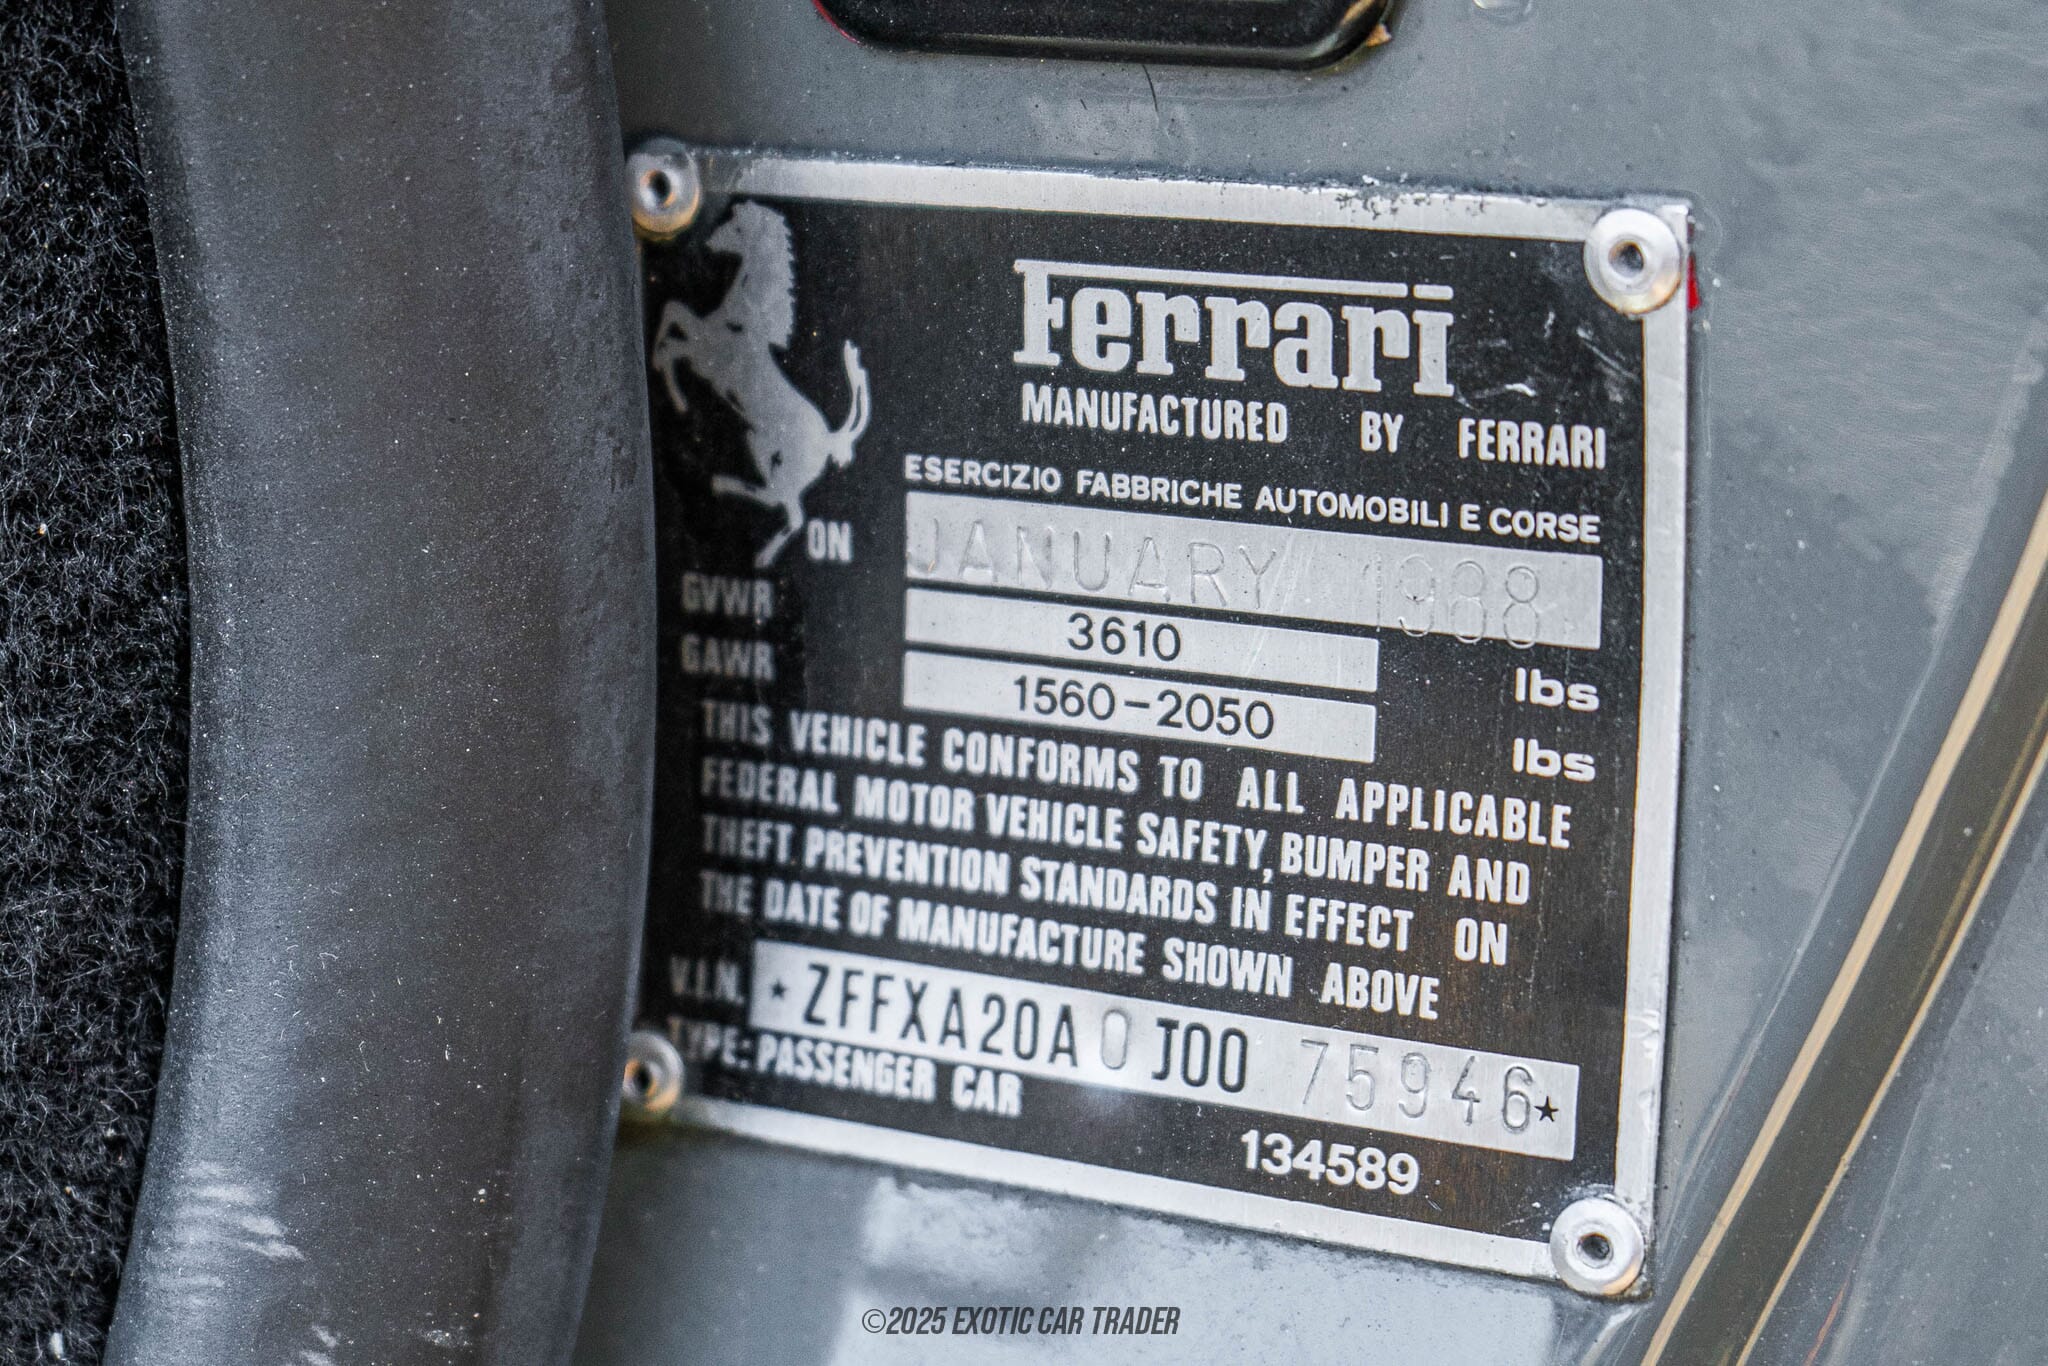 Ferrari
MANUFACTURED BY FERRARI
ESERCIZIO FABBRICHE AUTOMOBILI E CORSE
ON JANUARY 1988
GVWR 3610 lbs
GAWR 1560-2050 lbs
THIS VEHICLE CONFORMS TO ALL APPLICABLE
FEDERAL MOTOR VEHICLE SAFETY, BUMPER AND
THEFT PREVENTION STANDARDS IN EFFECT ON
THE DATE OF MANUFACTURE SHOWN ABOVE
V.I.N. ★ZFFXA20A0J0075946★
TYPE: PASSENGER CAR
134589
©2025 EXOTIC CAR TRADER